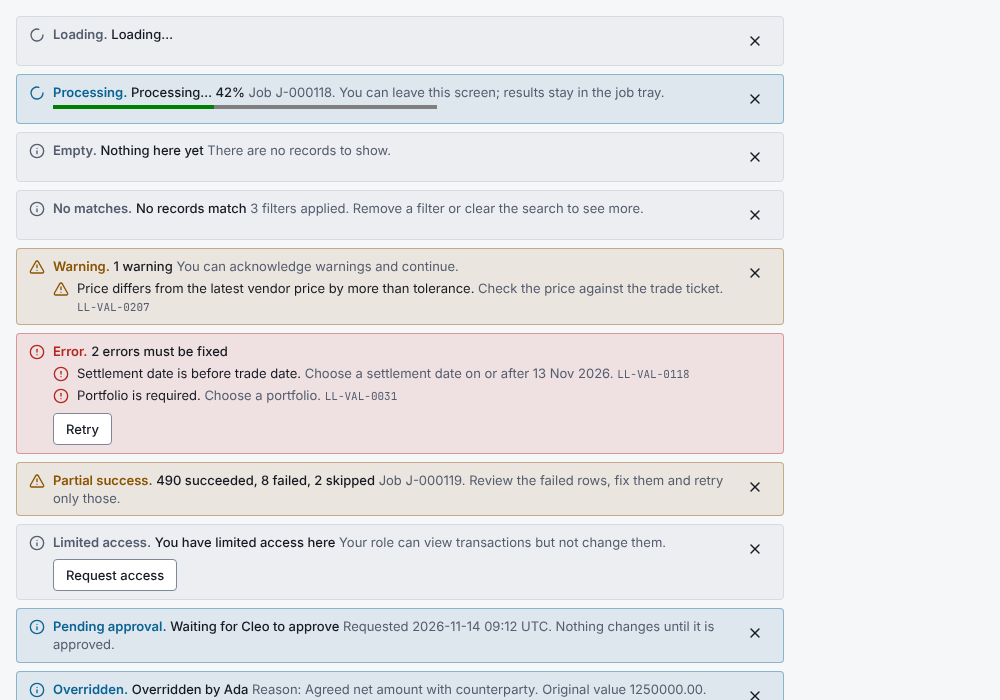 Loading. Loading…
Processing. Processing… 42% Job J-000118. You can leave this screen; results stay in the job tray.
Empty. Nothing here yet There are no records to show.
No matches. No records match 3 filters applied. Remove a filter or clear the search to see more.
Warning. 1 warning You can acknowledge warnings and continue.
Price differs from the latest vendor price by more than tolerance. Check the price against the trade ticket.
LL-VAL-0207
Error. 2 errors must be fixed
Settlement date is before trade date. Choose a settlement date on or after 13 Nov 2026. LL-VAL-0118
Portfolio is required. Choose a portfolio. LL-VAL-0031
Retry
Partial success. 490 succeeded, 8 failed, 2 skipped Job J-000119. Review the failed rows, fix them and retry
only those.
Limited access. You have limited access here Your role can view transactions but not change them.
Request access
Pending approval. Waiting for Cleo to approve Requested 2026-11-14 09:12 UTC. Nothing changes until it is
approved.
Overridden. Overridden by Ada Reason: Agreed net amount with counterparty. Original value 1250000.00.